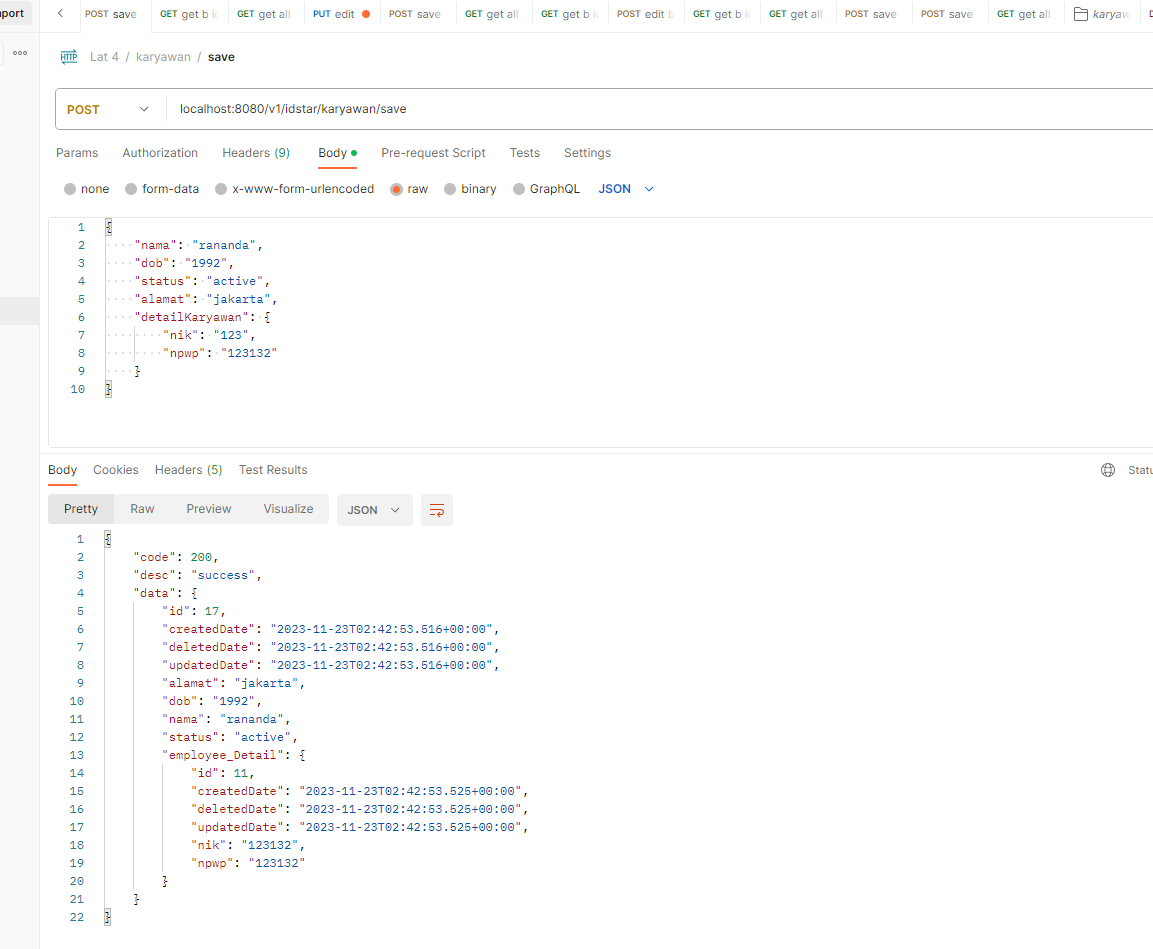 port
POST save
GET get b i
GET get all
PUT edit
POST save
GET get all
GET get b i
POST edit b
GET get b i
GET get all
POST save
POST save
GET get all
karyaw
HTTP Lat 4 / karyawan / save
POST localhost:8080/v1/idstar/karyawan/save
Params Authorization Headers (9) Body Pre-request Script Tests Settings
none form-data x-www-form-urlencoded raw binary GraphQL JSON
1 {
2 "nama": "rananda",
3 "dob": "1992",
4 "status": "active",
5 "alamat": "jakarta",
6 "detailKaryawan": {
7 "nik": "123",
8 "npwp": "123132"
9 }
10 }
Body Cookies Headers (5) Test Results Statu
Pretty Raw Preview Visualize JSON
1 {
2 "code": 200,
3 "desc": "success",
4 "data": {
5 "id": 17,
6 "createdDate": "2023-11-23T02:42:53.516+00:00",
7 "deletedDate": "2023-11-23T02:42:53.516+00:00",
8 "updatedDate": "2023-11-23T02:42:53.516+00:00",
9 "alamat": "jakarta",
10 "dob": "1992",
11 "nama": "rananda",
12 "status": "active",
13 "employee_Detail": {
14 "id": 11,
15 "createdDate": "2023-11-23T02:42:53.525+00:00",
16 "deletedDate": "2023-11-23T02:42:53.525+00:00",
17 "updatedDate": "2023-11-23T02:42:53.525+00:00",
18 "nik": "123132",
19 "npwp": "123132"
20 }
21 }
22 }